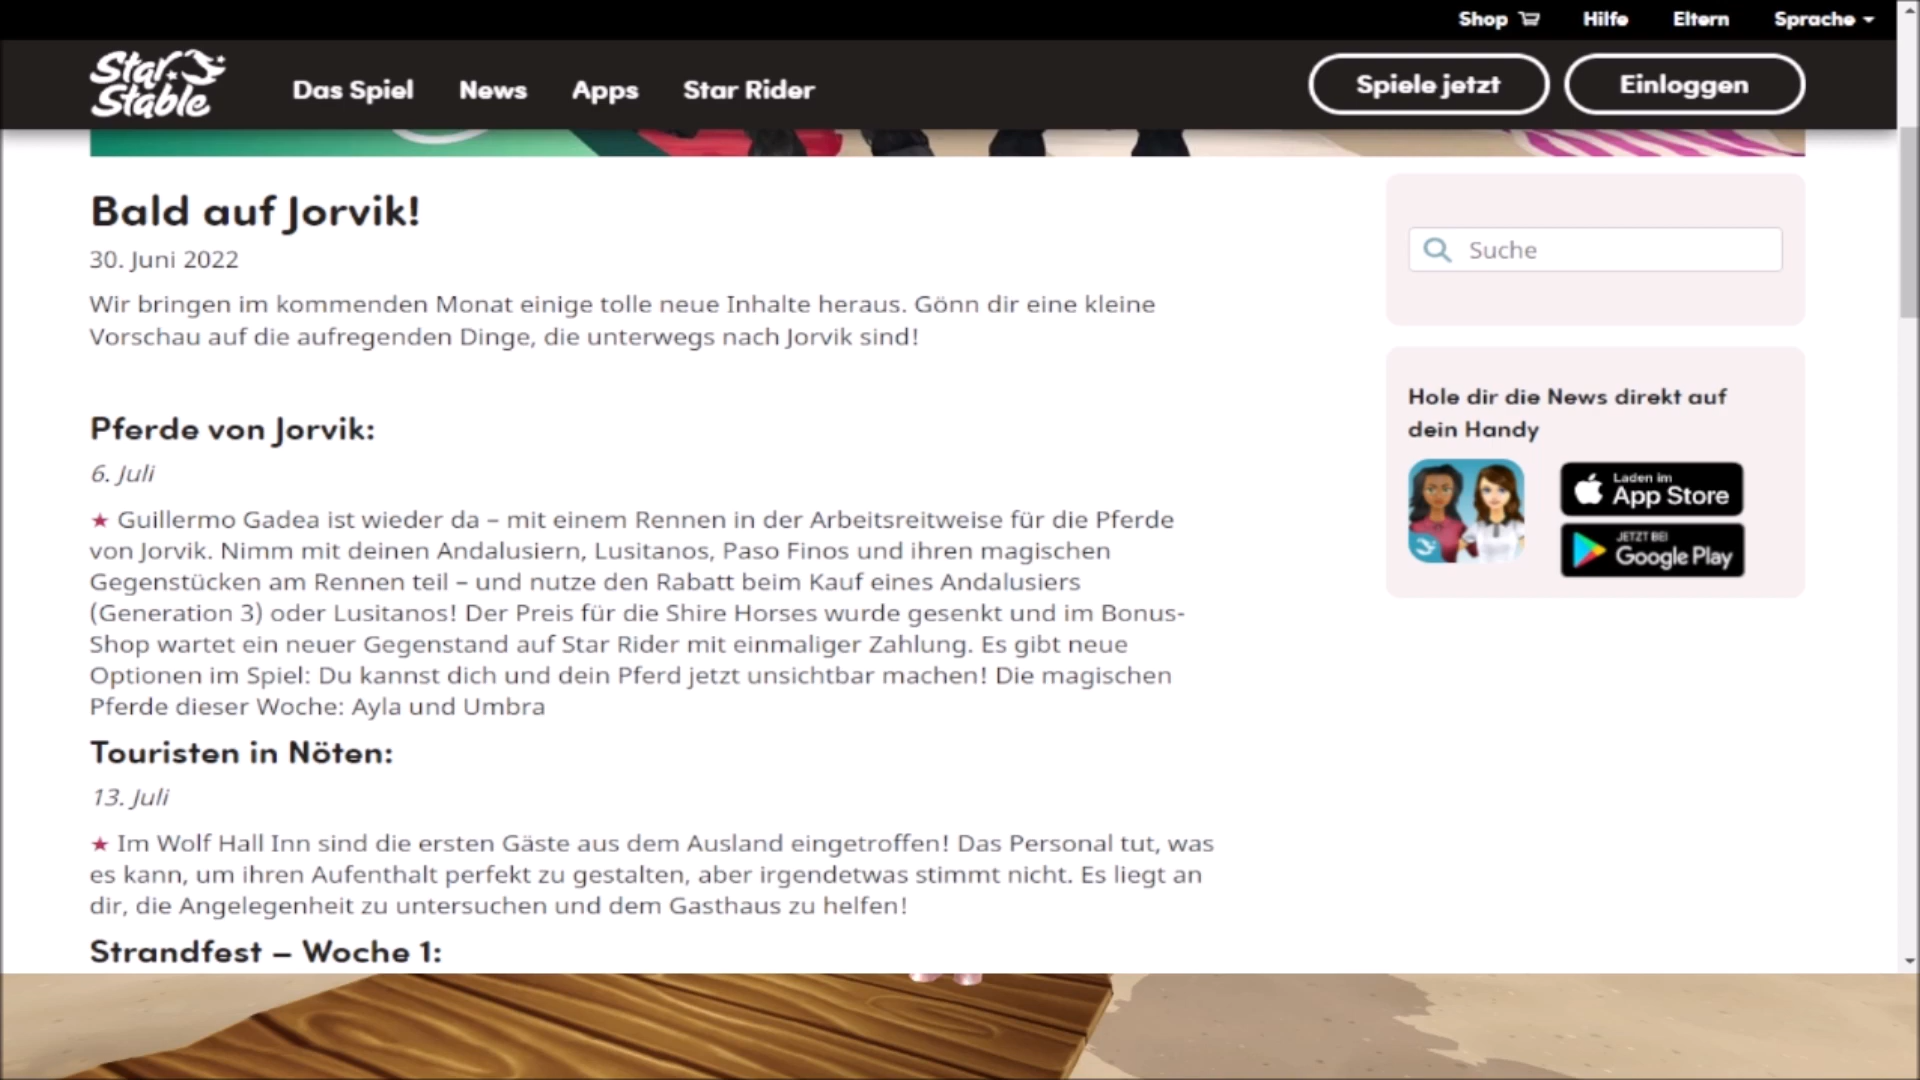 Shop
Hilfe
Eltern
Sprache
Star Stable
Das Spiel
News
Apps
Star Rider
Spiele jetzt
Einloggen
Bald auf Jorvik!
30. Juni 2022
Wir bringen im kommenden Monat einige tolle neue Inhalte heraus. Gönn dir eine kleine
Vorschau auf die aufregenden Dinge, die unterwegs nach Jorvik sind!
Pferde von Jorvik:
6. Juli
★ Guillermo Gadea ist wieder da – mit einem Rennen in der Arbeitsreitweise für die Pferde
von Jorvik. Nimm mit deinen Andalusiern, Lusitanos, Paso Finos und ihren magischen
Gegenstücken am Rennen teil – und nutze den Rabatt beim Kauf eines Andalusiers
(Generation 3) oder Lusitanos! Der Preis für die Shire Horses wurde gesenkt und im Bonus-
Shop wartet ein neuer Gegenstand auf Star Rider mit einmaliger Zahlung. Es gibt neue
Optionen im Spiel: Du kannst dich und dein Pferd jetzt unsichtbar machen! Die magischen
Pferde dieser Woche: Ayla und Umbra
Touristen in Nöten:
13. Juli
★ Im Wolf Hall Inn sind die ersten Gäste aus dem Ausland eingetroffen! Das Personal tut, was
es kann, um ihren Aufenthalt perfekt zu gestalten, aber irgendetwas stimmt nicht. Es liegt an
dir, die Angelegenheit zu untersuchen und dem Gasthaus zu helfen!
Strandfest – Woche 1:
Suche
Hole dir die News direkt auf
dein Handy
Laden im
App Store
JETZT BEI
Google Play